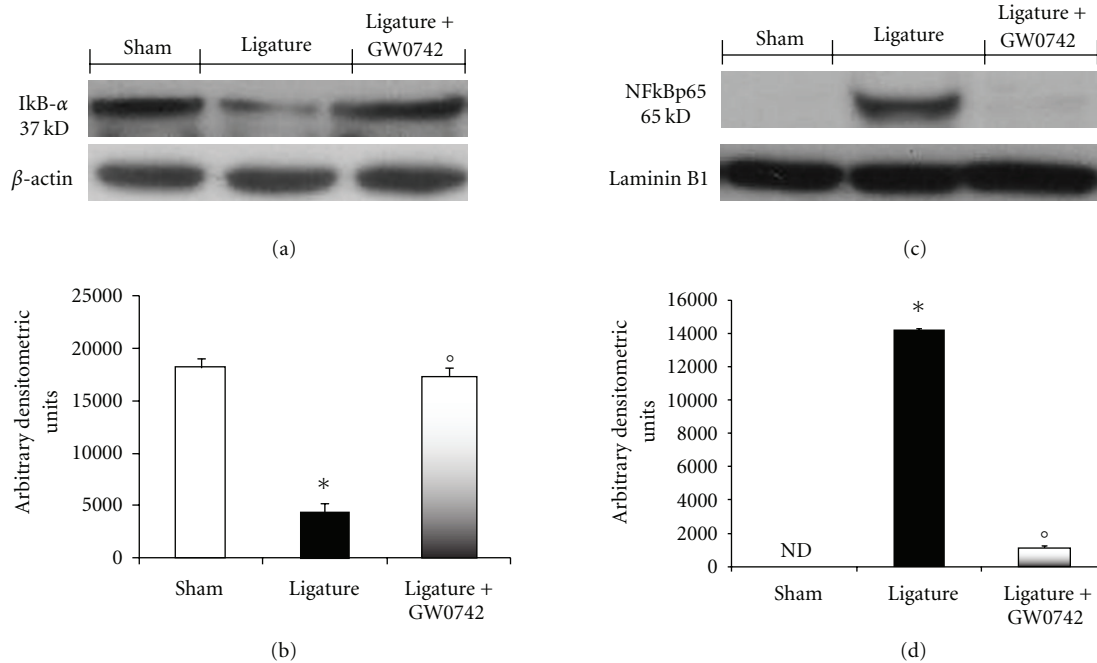 Sham
Ligature
Ligature +
GW0742
IkB-α
37 kD
β-actin
(a)
Arbitrary densitometric
units
25000
20000
15000
10000
5000
0
*
°
Sham
Ligature
Ligature +
GW0742
(b)
Sham
Ligature
Ligature +
GW0742
NFkBp65
65 kD
Laminin B1
(c)
Arbitrary densitometric
units
16000
14000
12000
10000
8000
6000
4000
2000
0
ND
*
°
Sham
Ligature
Ligature +
GW0742
(d)